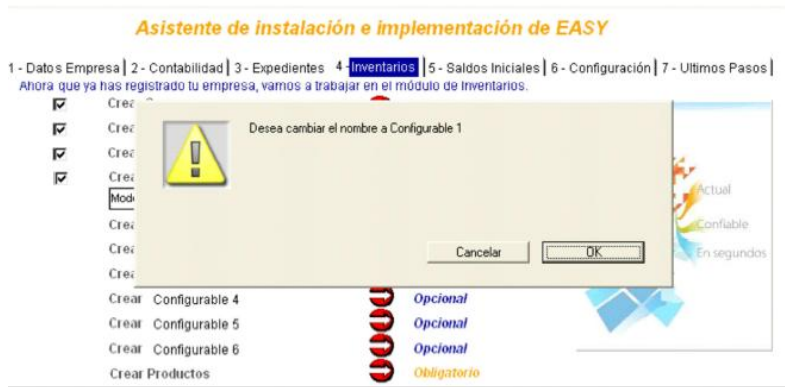 Asistente de instalación e implementación de EASY
1 - Datos Empresa 2 - Contabilidad 3 - Expedientes 4 - Inventarios 5 - Saldos Iniciales 6 - Configuración 7 - Ultimos Pasos
Ahora que ya has registrado tu empresa, vamos a trabajar en el módulo de Inventarios.
Desea cambiar el nombre a Configurable 1
Actual
Confiable
Cancelar OK
En segundos
Crear Configurable 4 Opcional
Crear Configurable 5 Opcional
Crear Configurable 6 Opcional
Crear Productos Obligatorio